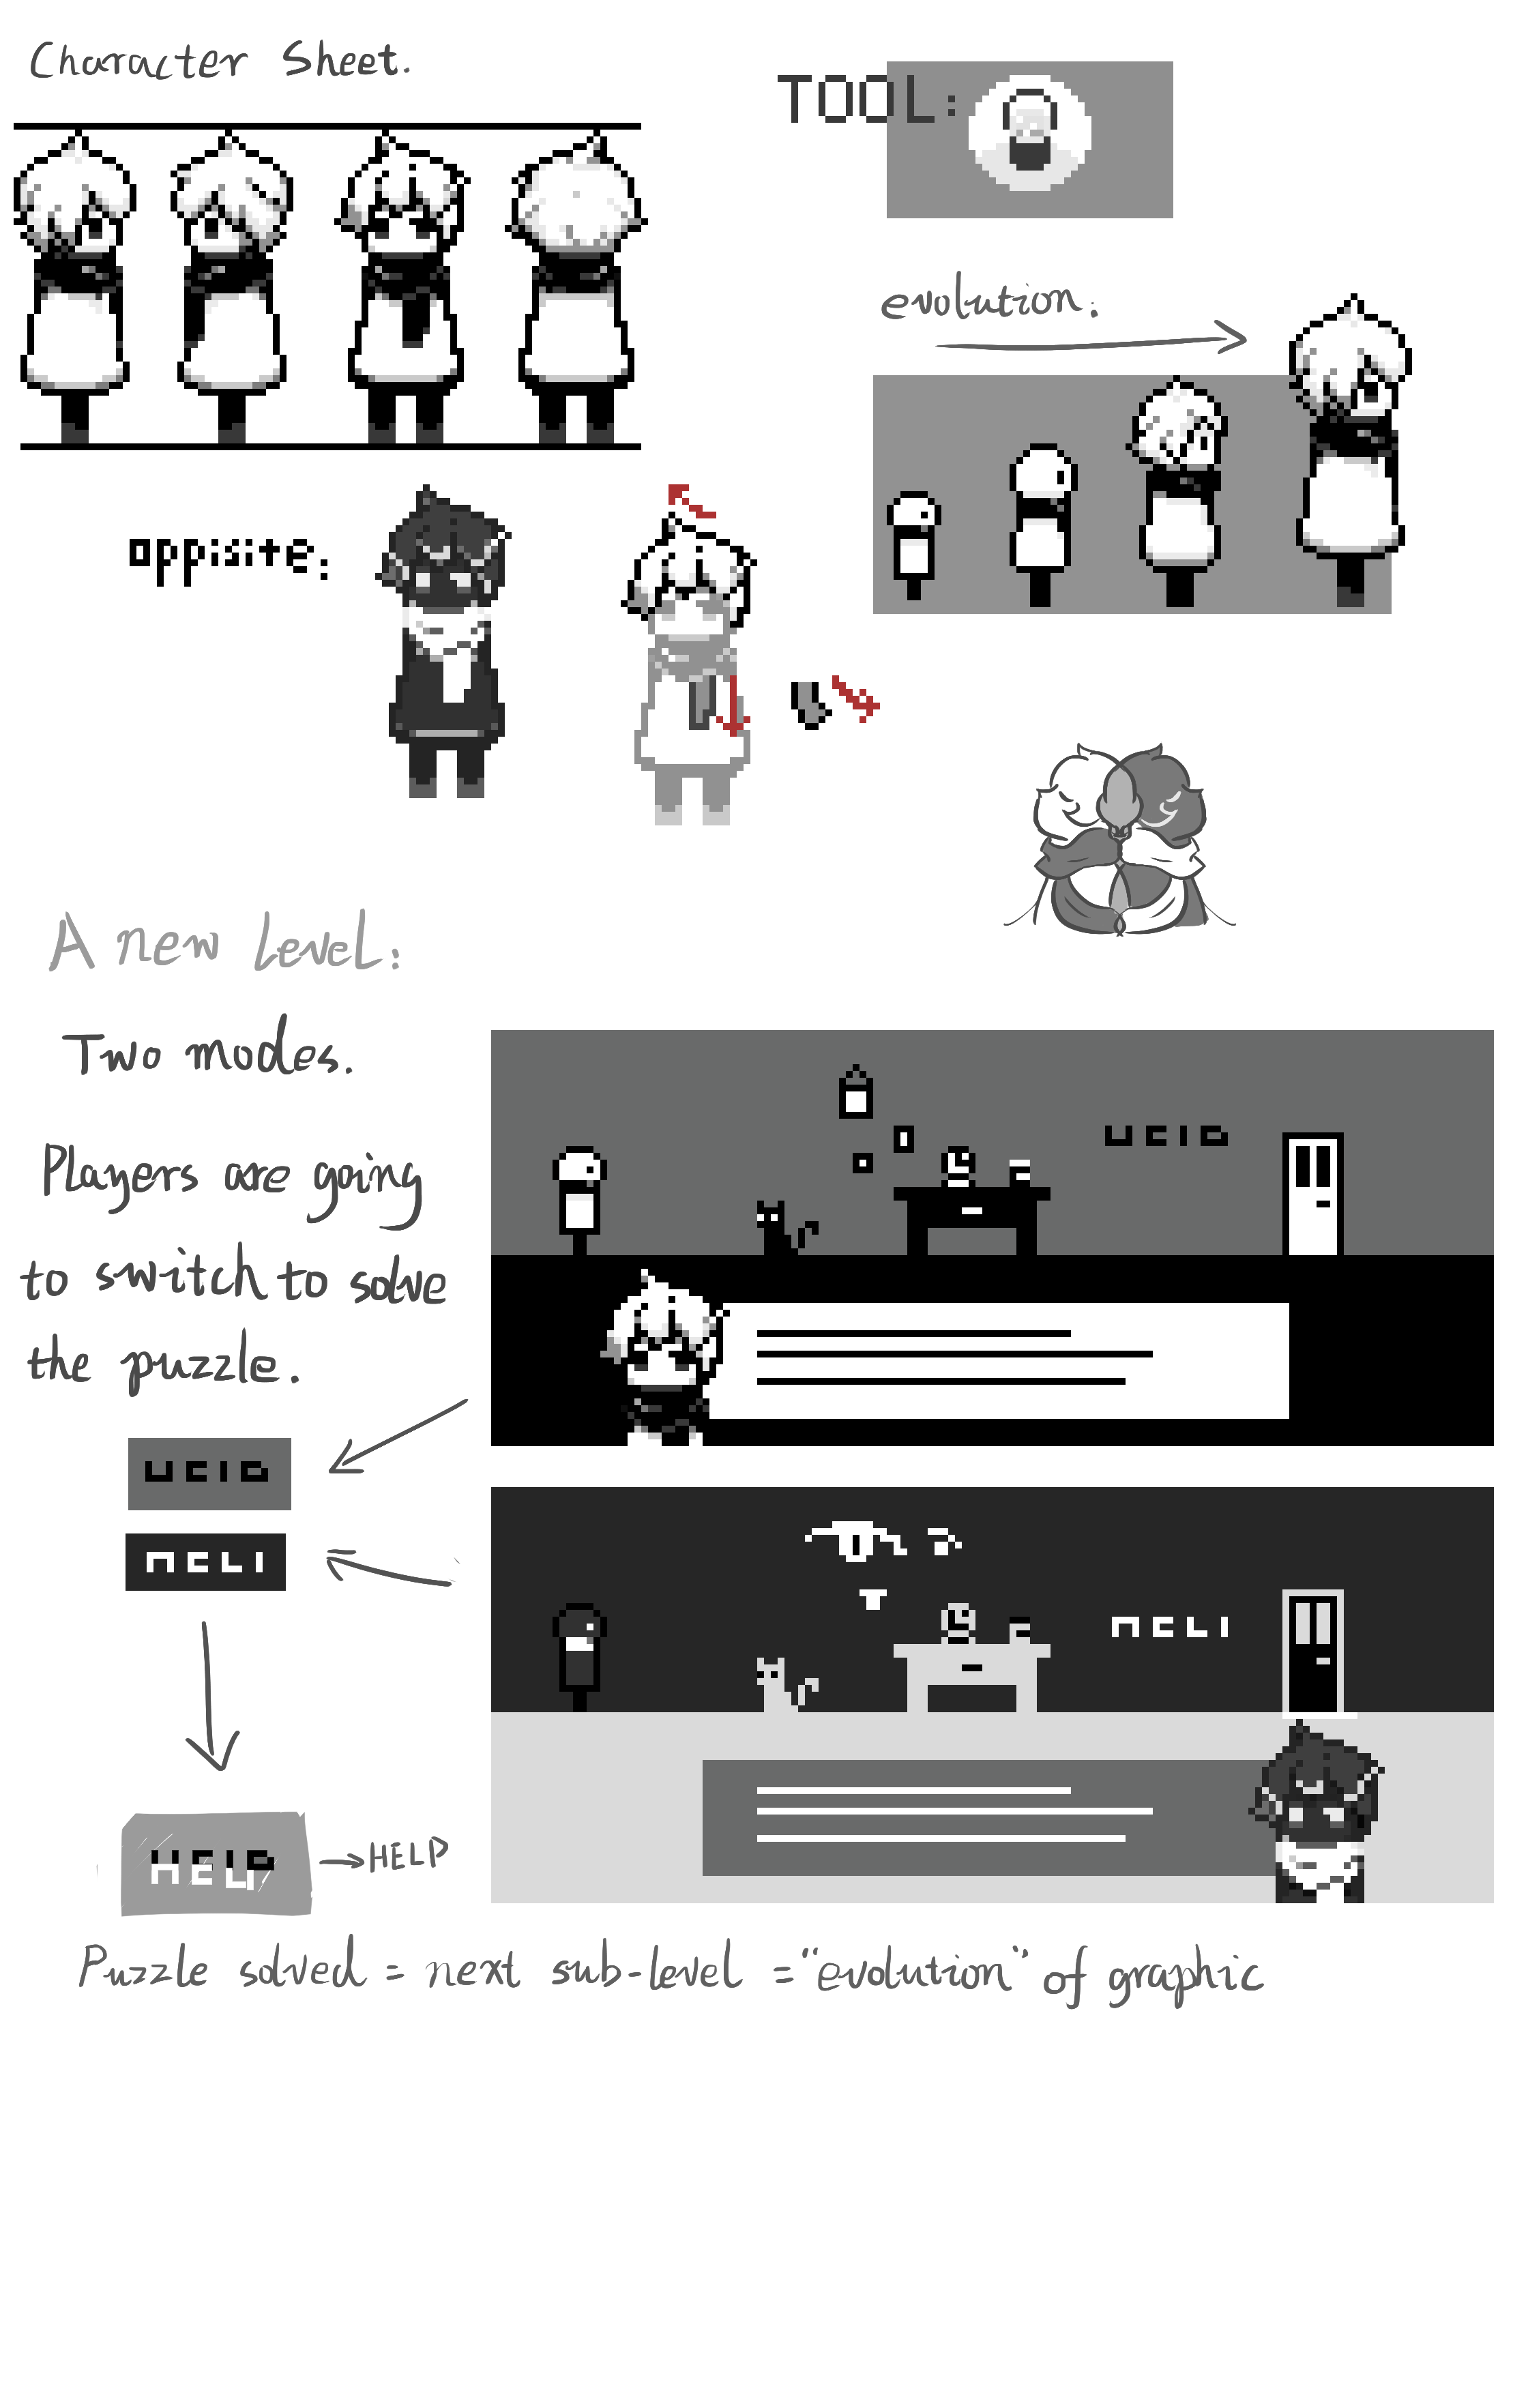 Character Sheet.
TOOL:
evolution:
oppisite:
A new level:
Two modes.
Players are going
to switch to solve
the puzzle.
HELP
→HELP
Puzzle solved = next sub-level = "evolution" of graphic